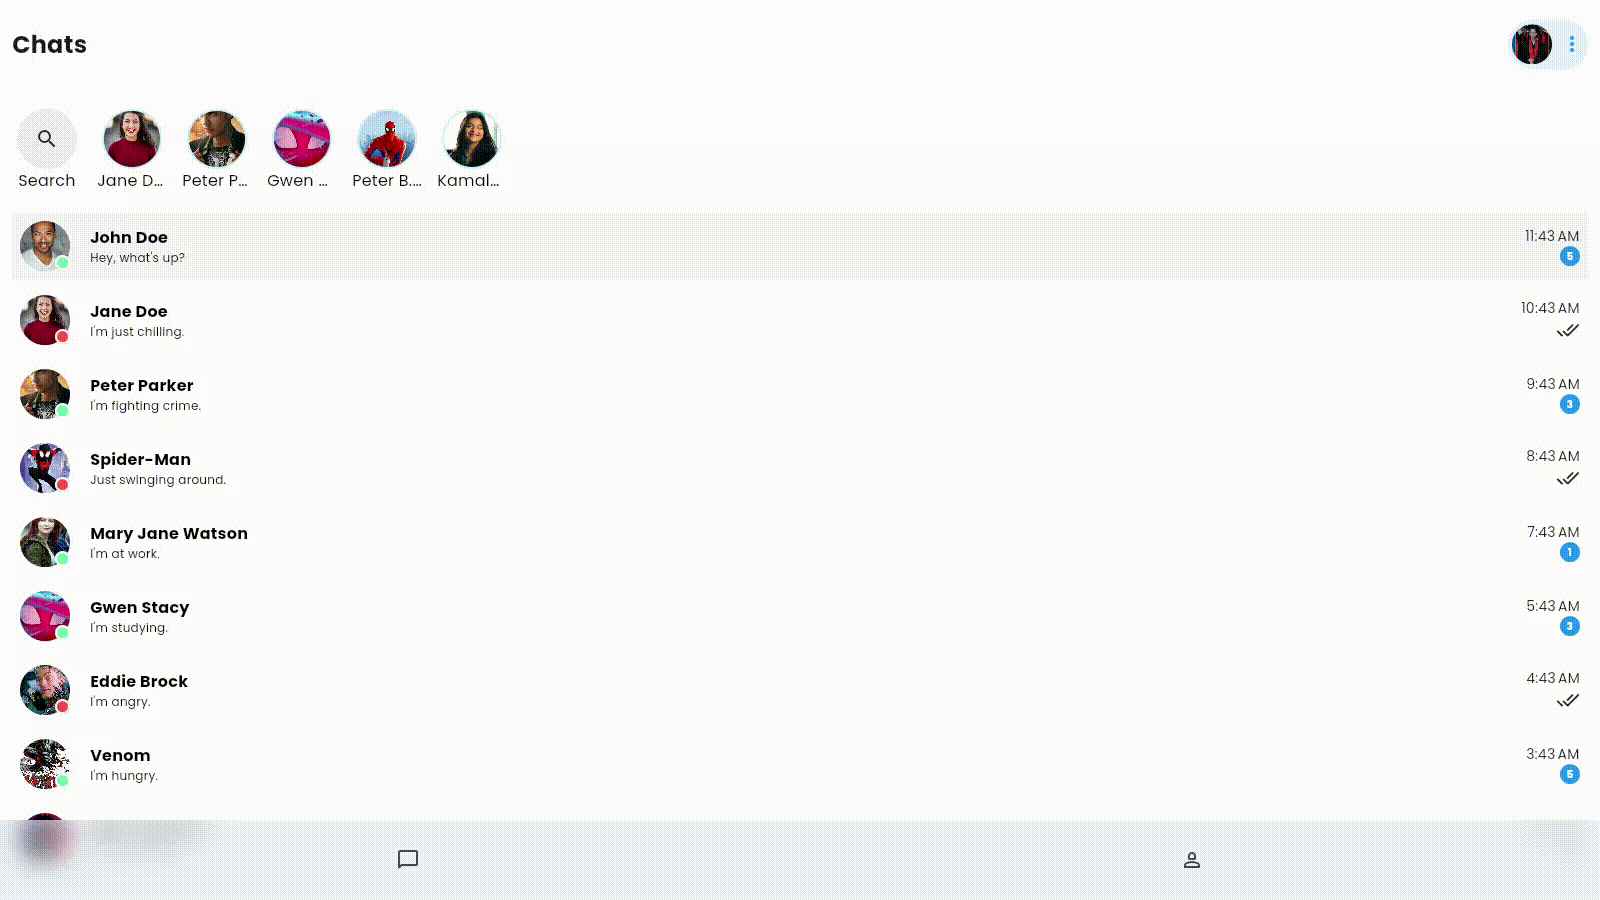 Chats
Search
Jane D...
Peter P...
Gwen ...
Peter B....
Kamal...
John Doe
Hey, what's up?
11:43 AM
5
Jane Doe
I'm just chilling.
10:43 AM
Peter Parker
I'm fighting crime.
9:43 AM
3
Spider-Man
Just swinging around.
8:43 AM
Mary Jane Watson
I'm at work.
7:43 AM
1
Gwen Stacy
I'm studying.
5:43 AM
3
Eddie Brock
I'm angry.
4:43 AM
Venom
I'm hungry.
3:43 AM
5